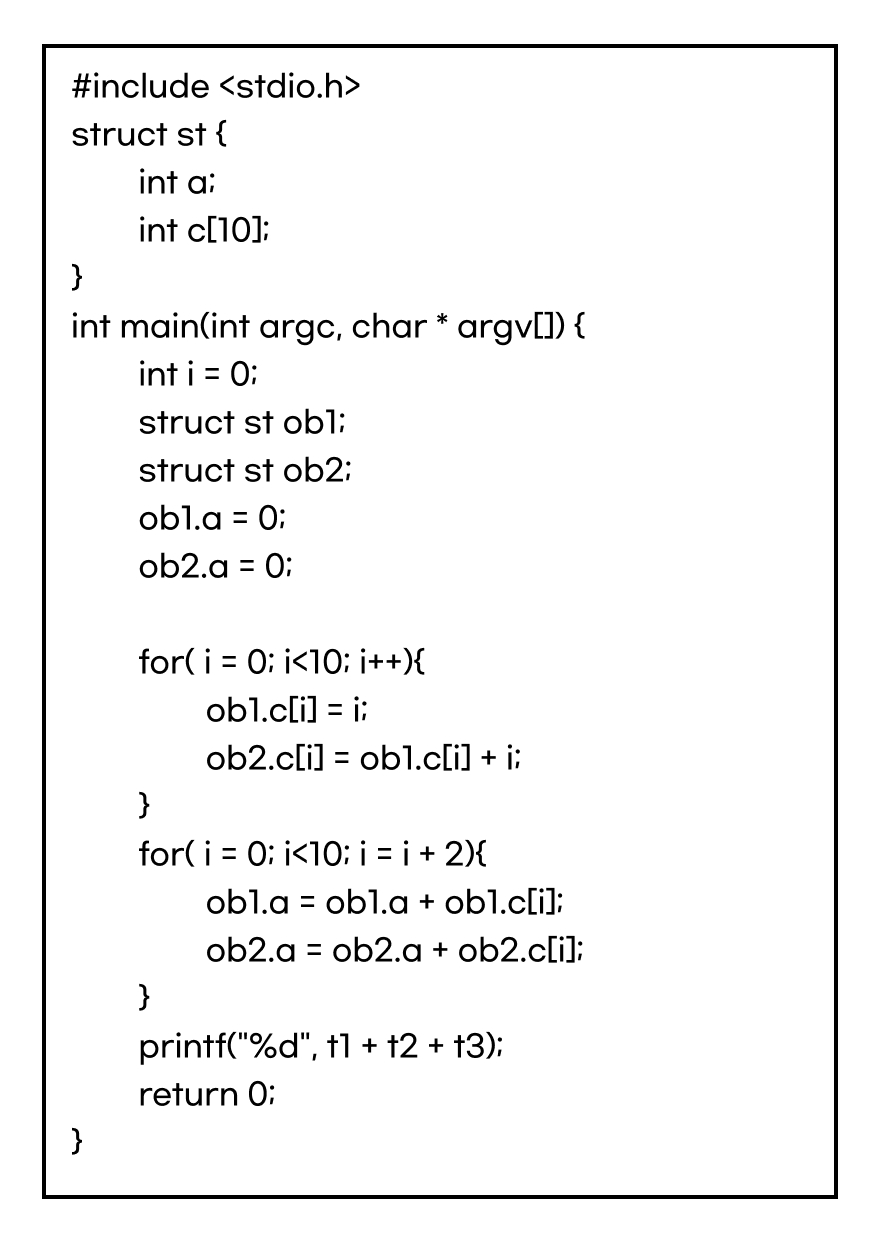 #include <stdio.h>
struct st {
int a;
int c[10];
}
int main(int argc, char * argv[]) {
int i = 0;
struct st ob1;
struct st ob2;
ob1.a = 0;
ob2.a = 0;
for( i = 0; i<10; i++){
ob1.c[i] = i;
ob2.c[i] = ob1.c[i] + i;
}
for( i = 0; i<10; i = i + 2){
ob1.a = ob1.a + ob1.c[i];
ob2.a = ob2.a + ob2.c[i];
}
printf("%d", t1 + t2 + t3);
return 0;
}